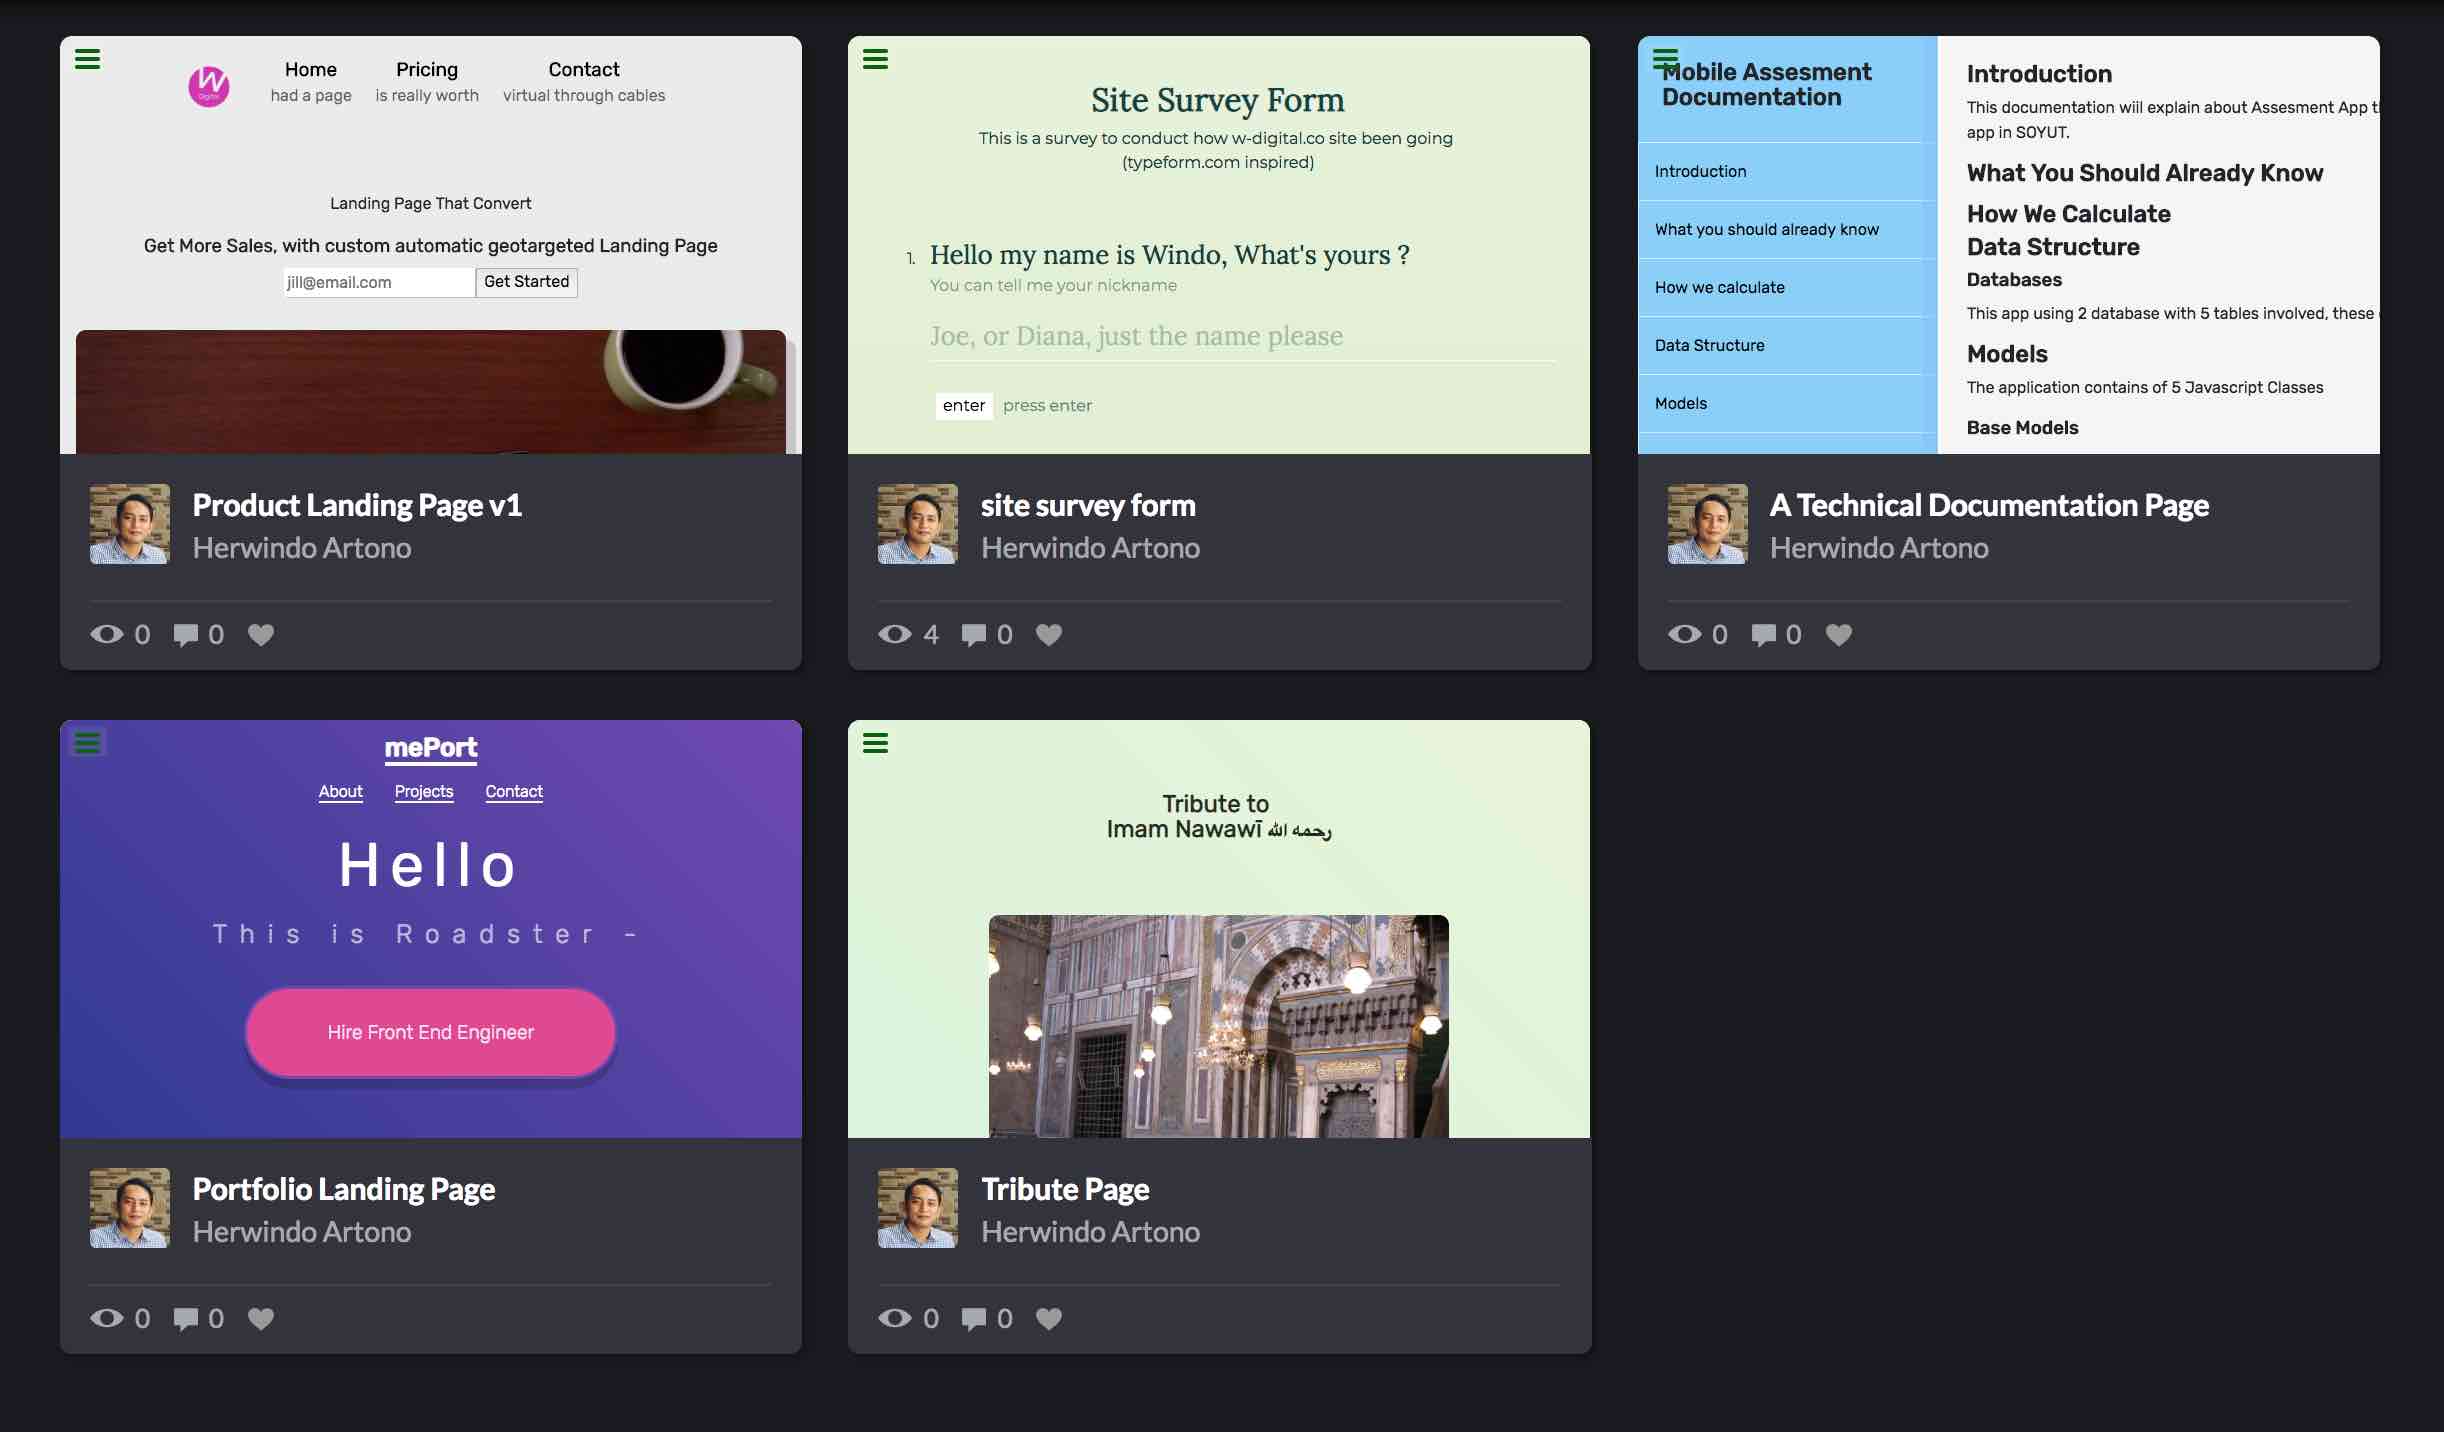 W
Digital
Home
had a page
Pricing
is really worth
Contact
virtual through cables
Landing Page That Convert
Get More Sales, with custom automatic geotargeted Landing Page
jill@email.com
Get Started
Product Landing Page v1
Herwindo Artono
0
0
Site Survey Form
This is a survey to conduct how w-digital.co site been going
(typeform.com inspired)
1. Hello my name is Windo, What's yours ?
You can tell me your nickname
Joe, or Diana, just the name please
enter press enter
site survey form
Herwindo Artono
4
0
Mobile Assesment
Documentation
Introduction
What you should already know
How we calculate
Data Structure
Models
Introduction
This documentation wiil explain about Assesment App
app in SOYUT.
What You Should Already Know
How We Calculate
Data Structure
Databases
This app using 2 database with 5 tables involved, these
Models
The application contains of 5 Javascript Classes
Base Models
A Technical Documentation Page
Herwindo Artono
0
0
mePort
About
Projects
Contact
Hello
This is Roadster -
Hire Front End Engineer
Portfolio Landing Page
Herwindo Artono
0
0
Tribute to
Imam Nawawī رحمه الله
Tribute Page
Herwindo Artono
0
0